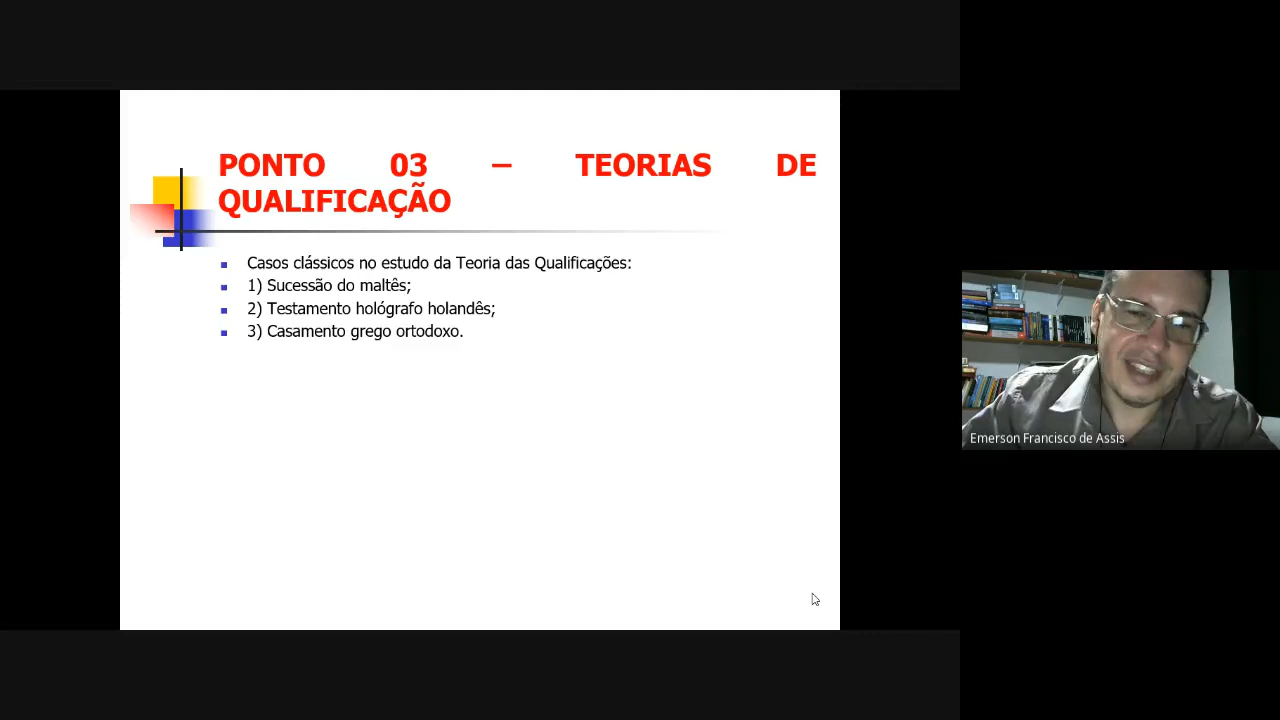 PONTO 03 – TEORIAS DE
QUALIFICAÇÃO
Casos clássicos no estudo da Teoria das Qualificações:
1) Sucessão do maltês;
2) Testamento hológrafo holandês;
3) Casamento grego ortodoxo.
Emerson Francisco de Assis